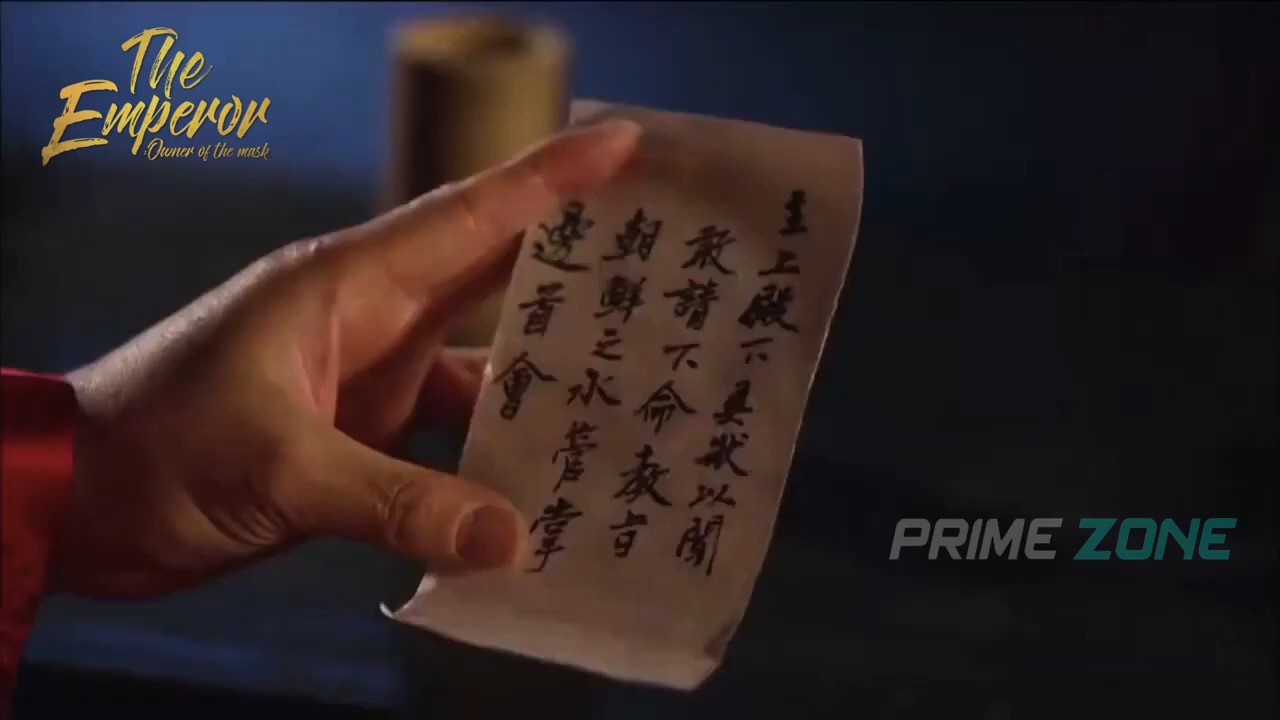 The
Emperor
:Owner of the mask
主上殿下具狀以聞
敢請下命教旨
朝鮮之水管掌
邊首會
PRIME ZONE